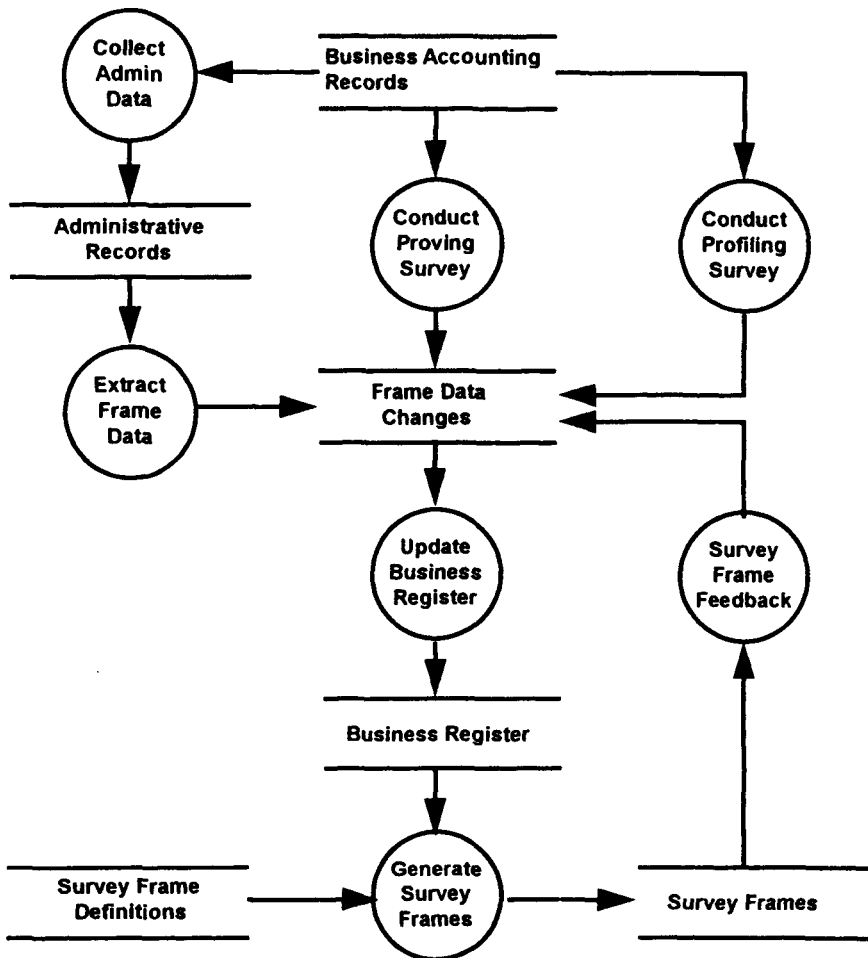 Collect
Admin
Data
Business Accounting
Records
Administrative
Records
Conduct
Proving
Survey
Conduct
Profiling
Survey
Extract
Frame
Data
Frame Data
Changes
Update
Business
Register
Survey
Frame
Feedback
Business Register
Survey Frame
Definitions
Generate
Survey
Frames
Survey Frames